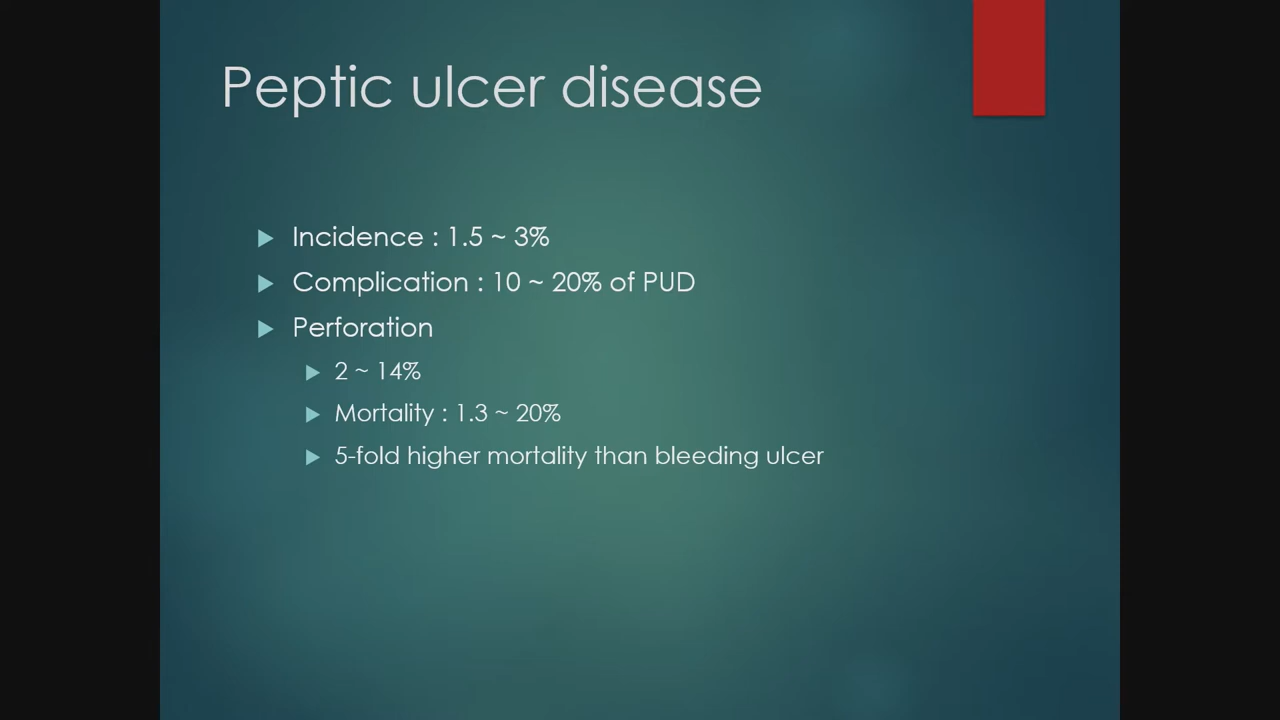 Peptic ulcer disease
Incidence : 1.5 ~ 3%
Complication : 10 ~ 20% of PUD
Perforation
2 ~ 14%
Mortality : 1.3 ~ 20%
5-fold higher mortality than bleeding ulcer